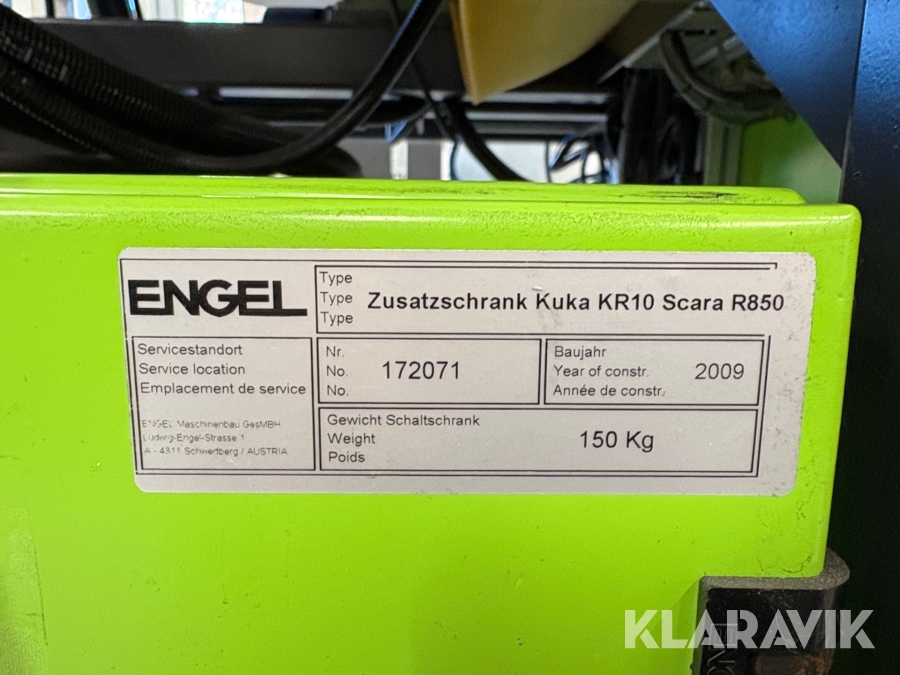 ENGEL
Type
Type
Type
Zusatzschrank Kuka KR10 Scara R850
Servicestandort
Service location
Emplacement de service
ENGEL Maschinenbau GesMBH
Ludwig-Engel-Strasse 1
A - 4311 Schwertberg / AUSTRIA
Nr.
No.
No.
172071
Baujahr
Year of constr.
Année de constr.
2009
Gewicht Schaltschrank
Weight
Poids
150 Kg
KLARAVIK